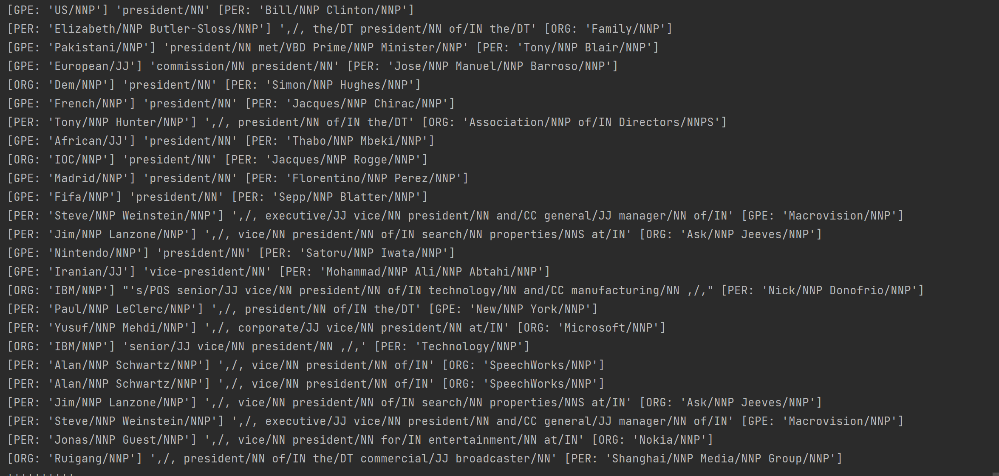 [GPE: 'US/NNP'] 'president/NN' [PER: 'Bill/NNP Clinton/NNP']
[PER: 'Elizabeth/NNP Butler-Sloss/NNP'] ',/, the/DT president/NN of/IN the/DT' [ORG: 'Family/NNP']
[GPE: 'Pakistani/NNP'] 'president/NN met/VBD Prime/NNP Minister/NNP' [PER: 'Tony/NNP Blair/NNP']
[GPE: 'European/JJ'] 'commission/NN president/NN' [PER: 'Jose/NNP Manuel/NNP Barroso/NNP']
[ORG: 'Dem/NNP'] 'president/NN' [PER: 'Simon/NNP Hughes/NNP']
[GPE: 'French/NNP'] 'president/NN' [PER: 'Jacques/NNP Chirac/NNP']
[PER: 'Tony/NNP Hunter/NNP'] ',/, president/NN of/IN the/DT' [ORG: 'Association/NNP of/IN Directors/NNPS']
[GPE: 'African/JJ'] 'president/NN' [PER: 'Thabo/NNP Mbeki/NNP']
[ORG: 'IOC/NNP'] 'president/NN' [PER: 'Jacques/NNP Rogge/NNP']
[GPE: 'Madrid/NNP'] 'president/NN' [PER: 'Florentino/NNP Perez/NNP']
[GPE: 'Fifa/NNP'] 'president/NN' [PER: 'Sepp/NNP Blatter/NNP']
[PER: 'Steve/NNP Weinstein/NNP'] ',/, executive/JJ vice/NN president/NN and/CC general/JJ manager/NN of/IN' [GPE: 'Macrovision/NNP']
[PER: 'Jim/NNP Lanzone/NNP'] ',/, vice/NN president/NN of/IN search/NN properties/NNS at/IN' [ORG: 'Ask/NNP Jeeves/NNP']
[GPE: 'Nintendo/NNP'] 'president/NN' [PER: 'Satoru/NNP Iwata/NNP']
[GPE: 'Iranian/JJ'] 'vice-president/NN' [PER: 'Mohammad/NNP Ali/NNP Abtahi/NNP']
[ORG: 'IBM/NNP'] "'s/POS senior/JJ vice/NN president/NN of/IN technology/NN and/CC manufacturing/NN ,/," [PER: 'Nick/NNP Donofrio/NNP']
[PER: 'Paul/NNP LeClerc/NNP'] ',/, president/NN of/IN the/DT' [GPE: 'New/NNP York/NNP']
[PER: 'Yusuf/NNP Mehdi/NNP'] ',/, corporate/JJ vice/NN president/NN at/IN' [ORG: 'Microsoft/NNP']
[ORG: 'IBM/NNP'] 'senior/JJ vice/NN president/NN ,/,' [PER: 'Technology/NNP']
[PER: 'Alan/NNP Schwartz/NNP'] ',/, vice/NN president/NN of/IN' [ORG: 'SpeechWorks/NNP']
[PER: 'Alan/NNP Schwartz/NNP'] ',/, vice/NN president/NN of/IN' [ORG: 'SpeechWorks/NNP']
[PER: 'Jim/NNP Lanzone/NNP'] ',/, vice/NN president/NN of/IN search/NN properties/NNS at/IN' [ORG: 'Ask/NNP Jeeves/NNP']
[PER: 'Steve/NNP Weinstein/NNP'] ',/, executive/JJ vice/NN president/NN and/CC general/JJ manager/NN of/IN' [GPE: 'Macrovision/NNP']
[PER: 'Jonas/NNP Guest/NNP'] ',/, vice/NN president/NN for/IN entertainment/NN at/IN' [ORG: 'Nokia/NNP']
[ORG: 'Ruigang/NNP'] ',/, president/NN of/IN the/DT commercial/JJ broadcaster/NN' [PER: 'Shanghai/NNP Media/NNP Group/NNP']